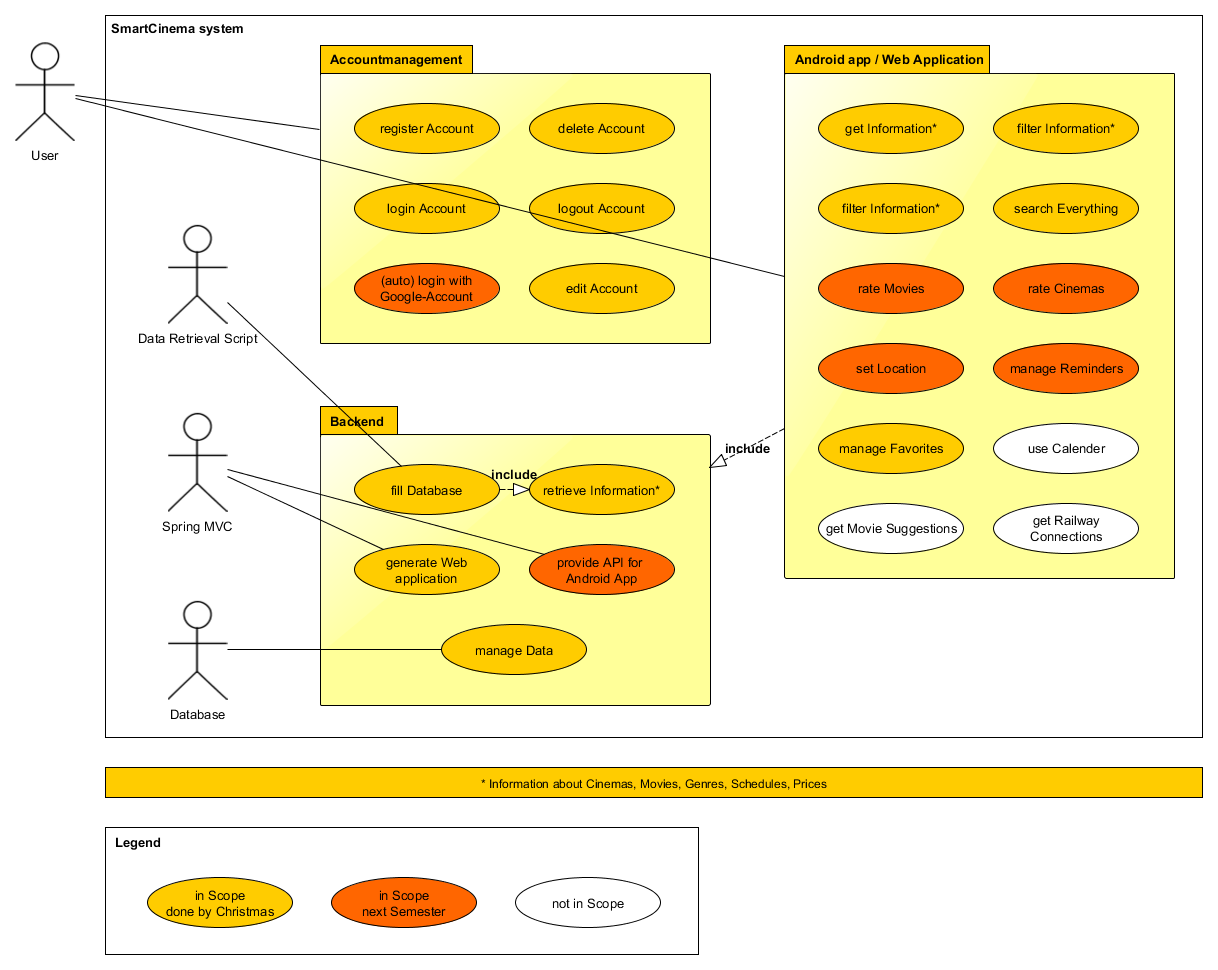 SmartCinema system
User
Accountmanagement
register Account
delete Account
login Account
logout Account
(auto) login with
Google-Account
edit Account
Android app / Web Application
get Information*
filter Information*
filter Information*
search Everything
rate Movies
rate Cinemas
set Location
manage Reminders
manage Favorites
use Calender
get Movie Suggestions
get Railway
Connections
Data Retrieval Script
Spring MVC
Database
Backend
fill Database
include
retrieve Information*
include
generate Web
application
provide API for
Android App
manage Data
* Information about Cinemas, Movies, Genres, Schedules, Prices
Legend
in Scope
done by Christmas
in Scope
next Semester
not in Scope